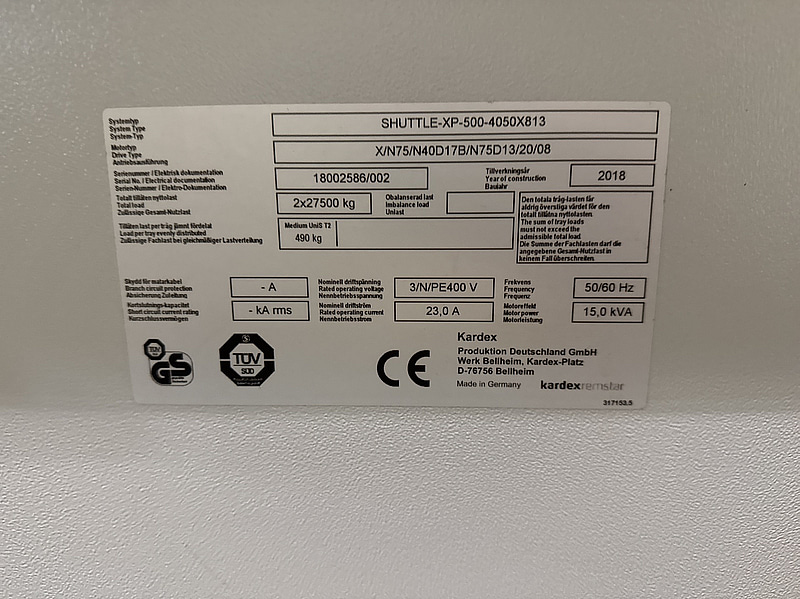 Systemtyp
System Type
System-Typ
SHUTTLE-XP-500-4050X813
Motortyp
Drive Type
Antriebsausführung
X/N75/N40D17B/N75D13/20/08
Serienummer / Elektrisk dokumentation
Serial No. / Electrical documentation
Serien-Nummer / Elektro-Dokumentation
18002586/002
Tillverkningsår
Year of construction
Baujahr
2018
Totalt tillåten nyttolast
Total load
Zulässige Gesamt-Nutzlast
2x27500 kg
Obalanserad last
Imbalance load
Unlast
Den totala tråg-lasten får
aldrig överstiga värdet för den
totalt tillåtna nyttolasten.
The sum of tray loads
must not exceed the
admissible total load.
Die Summe der Fachlasten darf die
angegebene Gesamt-Nutzlast in
keinem Fall überschreiten.
Tillåten last per tråg jämnt fördelat
Load per tray evenly distributed
Zulässige Fachlast bei gleichmäßiger Lastverteilung
Medium UniS T2
490 kg
Skydd för matarkabel
Branch circuit protection
Absicherung Zuleitung
- A
Nominell driftspänning
Rated operating voltage
Nennbetriebsspannung
3/N/PE400 V
Frekvens
Frequency
Frequenz
50/60 Hz
Kortslutnings-kapacitet
Short circuit current rating
Kurzschlussvermögen
- kA rms
Nominell driftström
Rated operating current
Nennbetriebsstrom
23,0 A
Motoreffekt
Motor power
Motorleistung
15,0 kVA
TÜV
SÜD
GS
TÜV
SÜD
CE
Kardex
Produktion Deutschland GmbH
Werk Bellheim, Kardex-Platz
D-76756 Bellheim
Made in Germany
kardexremstar
317153.5